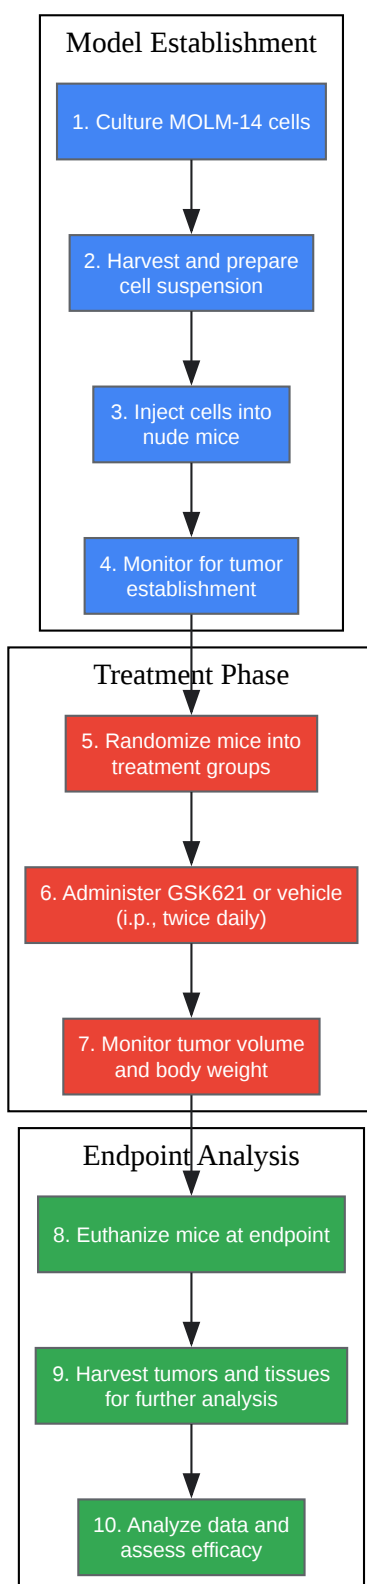 Model Establishment
1. Culture MOLM-14 cells
2. Harvest and prepare
cell suspension
3. Inject cells into
nude mice
4. Monitor for tumor
establishment
Treatment Phase
5. Randomize mice into
treatment groups
6. Administer GSK621 or vehicle
(i.p., twice daily)
7. Monitor tumor volume
and body weight
Endpoint Analysis
8. Euthanize mice at endpoint
9. Harvest tumors and tissues
for further analysis
10. Analyze data and
assess efficacy